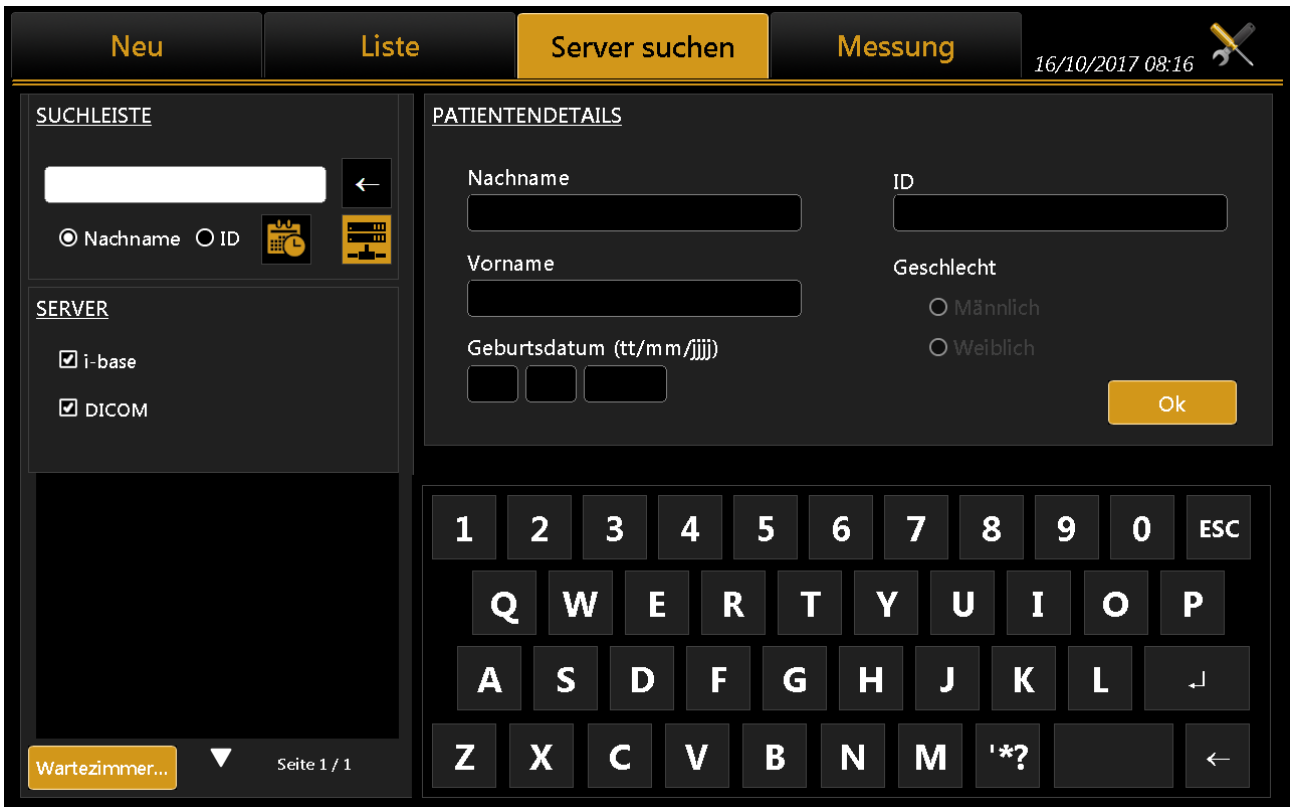 Neu Liste Server suchen Messung 16/10/2017 08:16
SUCHLEISTE
←
Nachname ID
SERVER
i-base
DICOM
Wartezimmer... Seite 1 / 1
PATIENTENDETAILS
Nachname ID
Vorname Geschlecht
Männlich
Geburtsdatum (tt/mm/jjjj) Weiblich
Ok
1 2 3 4 5 6 7 8 9 0 ESC
Q W E R T Y U I O P
A S D F G H J K L ↵
Z X C V B N M '*? ←